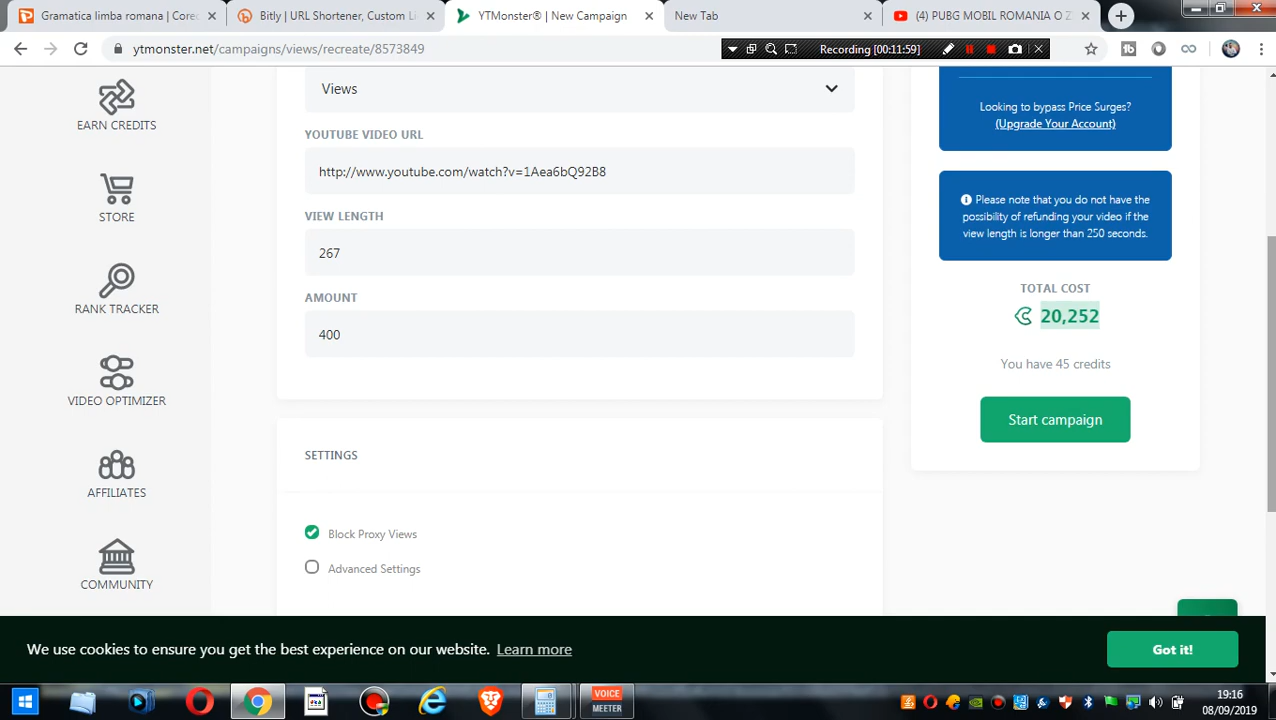 Gramatica limba romana | Core
Bitly | URL Shortener, Custom Li
YTMonster® | New Campaign
New Tab
(4) PUBG MOBIL ROMANIA O Z
ytmonster.net/campaigns/views/recreate/8573849
Recording [00:11:59]
EARN CREDITS
STORE
RANK TRACKER
VIDEO OPTIMIZER
AFFILIATES
COMMUNITY
Views
YOUTUBE VIDEO URL
http://www.youtube.com/watch?v=1Aea6bQ92B8
VIEW LENGTH
267
AMOUNT
400
SETTINGS
Block Proxy Views
Advanced Settings
Looking to bypass Price Surges?
(Upgrade Your Account)
Please note that you do not have the
possibility of refunding your video if the
view length is longer than 250 seconds.
TOTAL COST
20,252
You have 45 credits
Start campaign
We use cookies to ensure you get the best experience on our website. Learn more
Got it!
VOICE
MEETER
19:16
08/09/2019